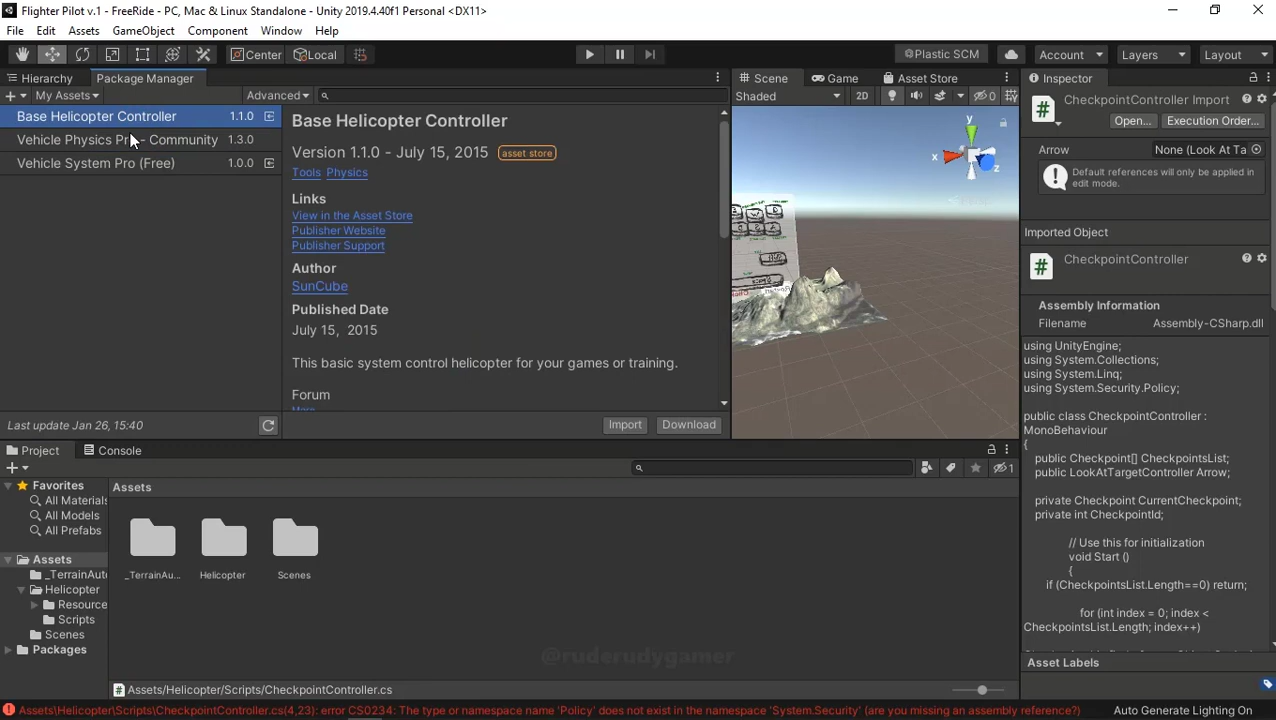 Flighter Pilot v.1 - FreeRide - PC, Mac & Linux Standalone - Unity 2019.4.40f1 Personal <DX11>
File Edit Assets GameObject Component Window Help
Center Local Plastic SCM Account Layers Layout
Hierarchy Package Manager
My Assets Advanced
Base Helicopter Controller 1.1.0
Vehicle Physics Pro - Community 1.3.0
Vehicle System Pro (Free) 1.0.0
Last update Jan 26, 15:40
Base Helicopter Controller
Version 1.1.0 - July 15, 2015 asset store
Tools Physics
Links
View in the Asset Store
Publisher Website
Publisher Support
Author
SunCube
Published Date
July 15, 2015
This basic system control helicopter for your games or training.
Forum
Import Download
Scene Game Asset Store
Shaded 2D
y
x
z
Inspector
CheckpointController Import
Open... Execution Order...
Arrow None (Look At Ta
Default references will only be applied in
edit mode.
Imported Object
CheckpointController
Assembly Information
Filename Assembly-CSharp.dll
using UnityEngine;
using System.Collections;
using System.Linq;
using System.Security.Policy;
public class CheckpointController :
MonoBehaviour
{
public Checkpoint[] CheckpointsList;
public LookAtTargetController Arrow;
private Checkpoint CurrentCheckpoint;
private int CheckpointId;
// Use this for initialization
void Start ()
{
if (CheckpointsList.Length==0) return;
for (int index = 0; index <
CheckpointsList.Length; index++)
Asset Labels
Project Console
1
Favorites
All Materials
All Models
All Prefabs
Assets
_TerrainAuto
Helicopter
Resource
Scripts
Scenes
Packages
Assets
_TerrainAu... Helicopter Scenes
@ruderudygamer
Assets/Helicopter/Scripts/CheckpointController.cs
Assets\Helicopter\Scripts\CheckpointController.cs(4,23): error CS0234: The type or namespace name 'Policy' does not exist in the namespace 'System.Security' (are you missing an assembly reference?)
Auto Generate Lighting On